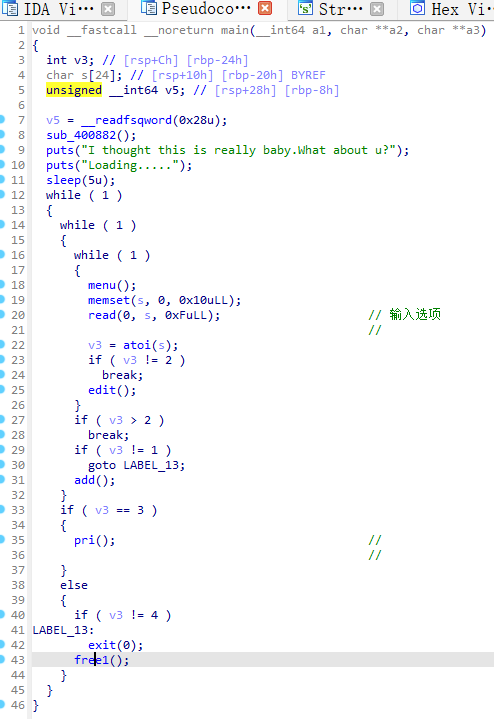 IDA Vi··· Pseudoco··· Str··· Hex Vi··
1 void __fastcall __noreturn main(__int64 a1, char **a2, char **a3)
2 {
3 int v3; // [rsp+Ch] [rbp-24h]
4 char s[24]; // [rsp+10h] [rbp-20h] BYREF
5 unsigned __int64 v5; // [rsp+28h] [rbp-8h]
6
7 v5 = __readfsqword(0x28u);
8 sub_400882();
9 puts("I thought this is really baby.What about u?");
10 puts("Loading.....");
11 sleep(5u);
12 while ( 1 )
13 {
14 while ( 1 )
15 {
16 while ( 1 )
17 {
18 menu();
19 memset(s, 0, 0x10uLL);
20 read(0, s, 0xFuLL); // 输入选项
21 //
22 v3 = atoi(s);
23 if ( v3 != 2 )
24 break;
25 edit();
26 }
27 if ( v3 > 2 )
28 break;
29 if ( v3 != 1 )
30 goto LABEL_13;
31 add();
32 }
33 if ( v3 == 3 )
34 {
35 pri(); //
36 //
37 }
38 else
39 {
40 if ( v3 != 4 )
41 LABEL_13:
42 exit(0);
43 free1();
44 }
45 }
46 }